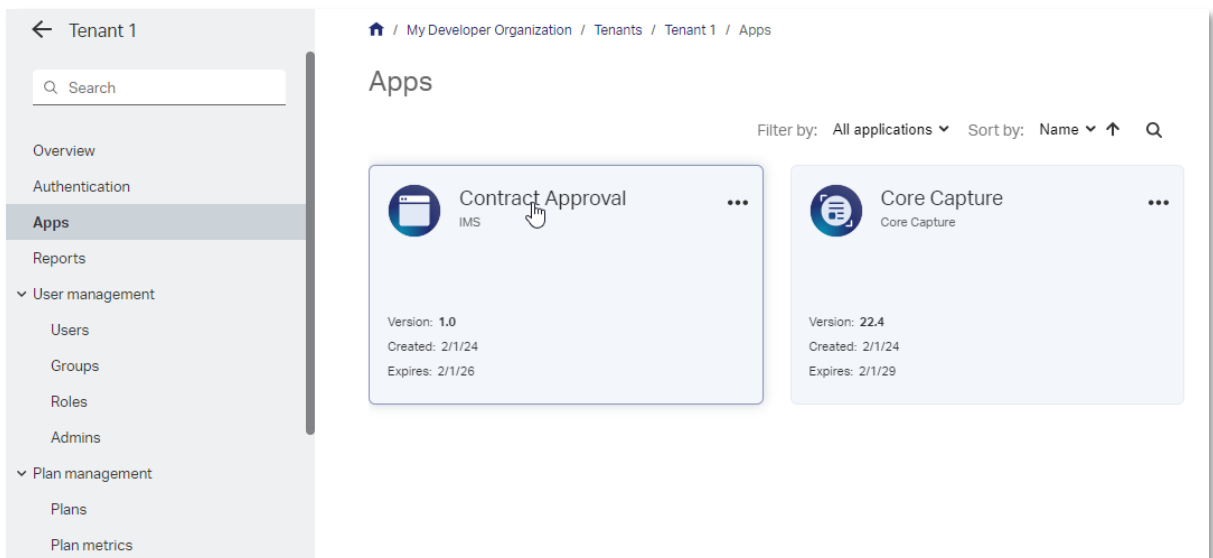 Tenant 1
Search
Overview
Authentication
Apps
Reports
User management
Users
Groups
Roles
Admins
Plan management
Plans
Plan metrics
/ My Developer Organization / Tenants / Tenant 1 / Apps
Apps
Filter by: All applications Sort by: Name
Contract Approval
IMS
Version: 1.0
Created: 2/1/24
Expires: 2/1/26
Core Capture
Core Capture
Version: 22.4
Created: 2/1/24
Expires: 2/1/29